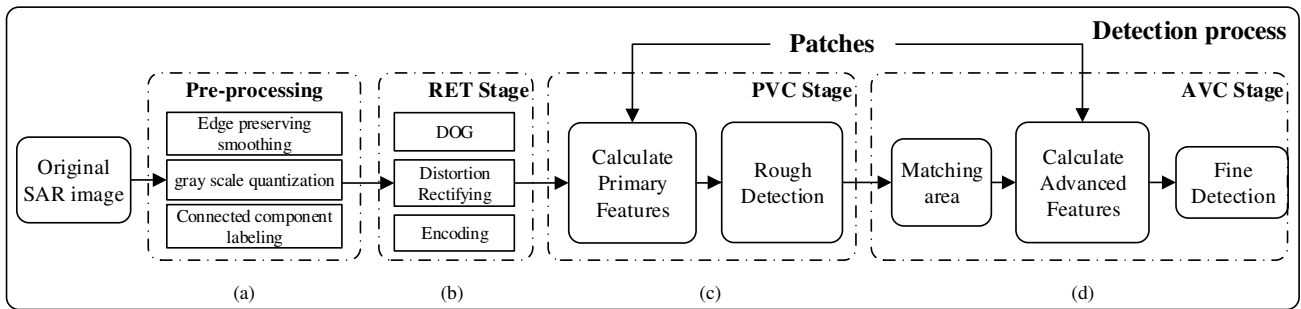 Detection process
Patches
Pre-processing
RET Stage
PVC Stage
AVC Stage
Original
SAR image
Edge preserving
smoothing
gray scale quantization
Connected component
labeling
DOG
Distortion
Rectifying
Encoding
Calculate
Primary
Features
Rough
Detection
Matching
area
Calculate
Advanced
Features
Fine
Detection
(a)
(b)
(c)
(d)